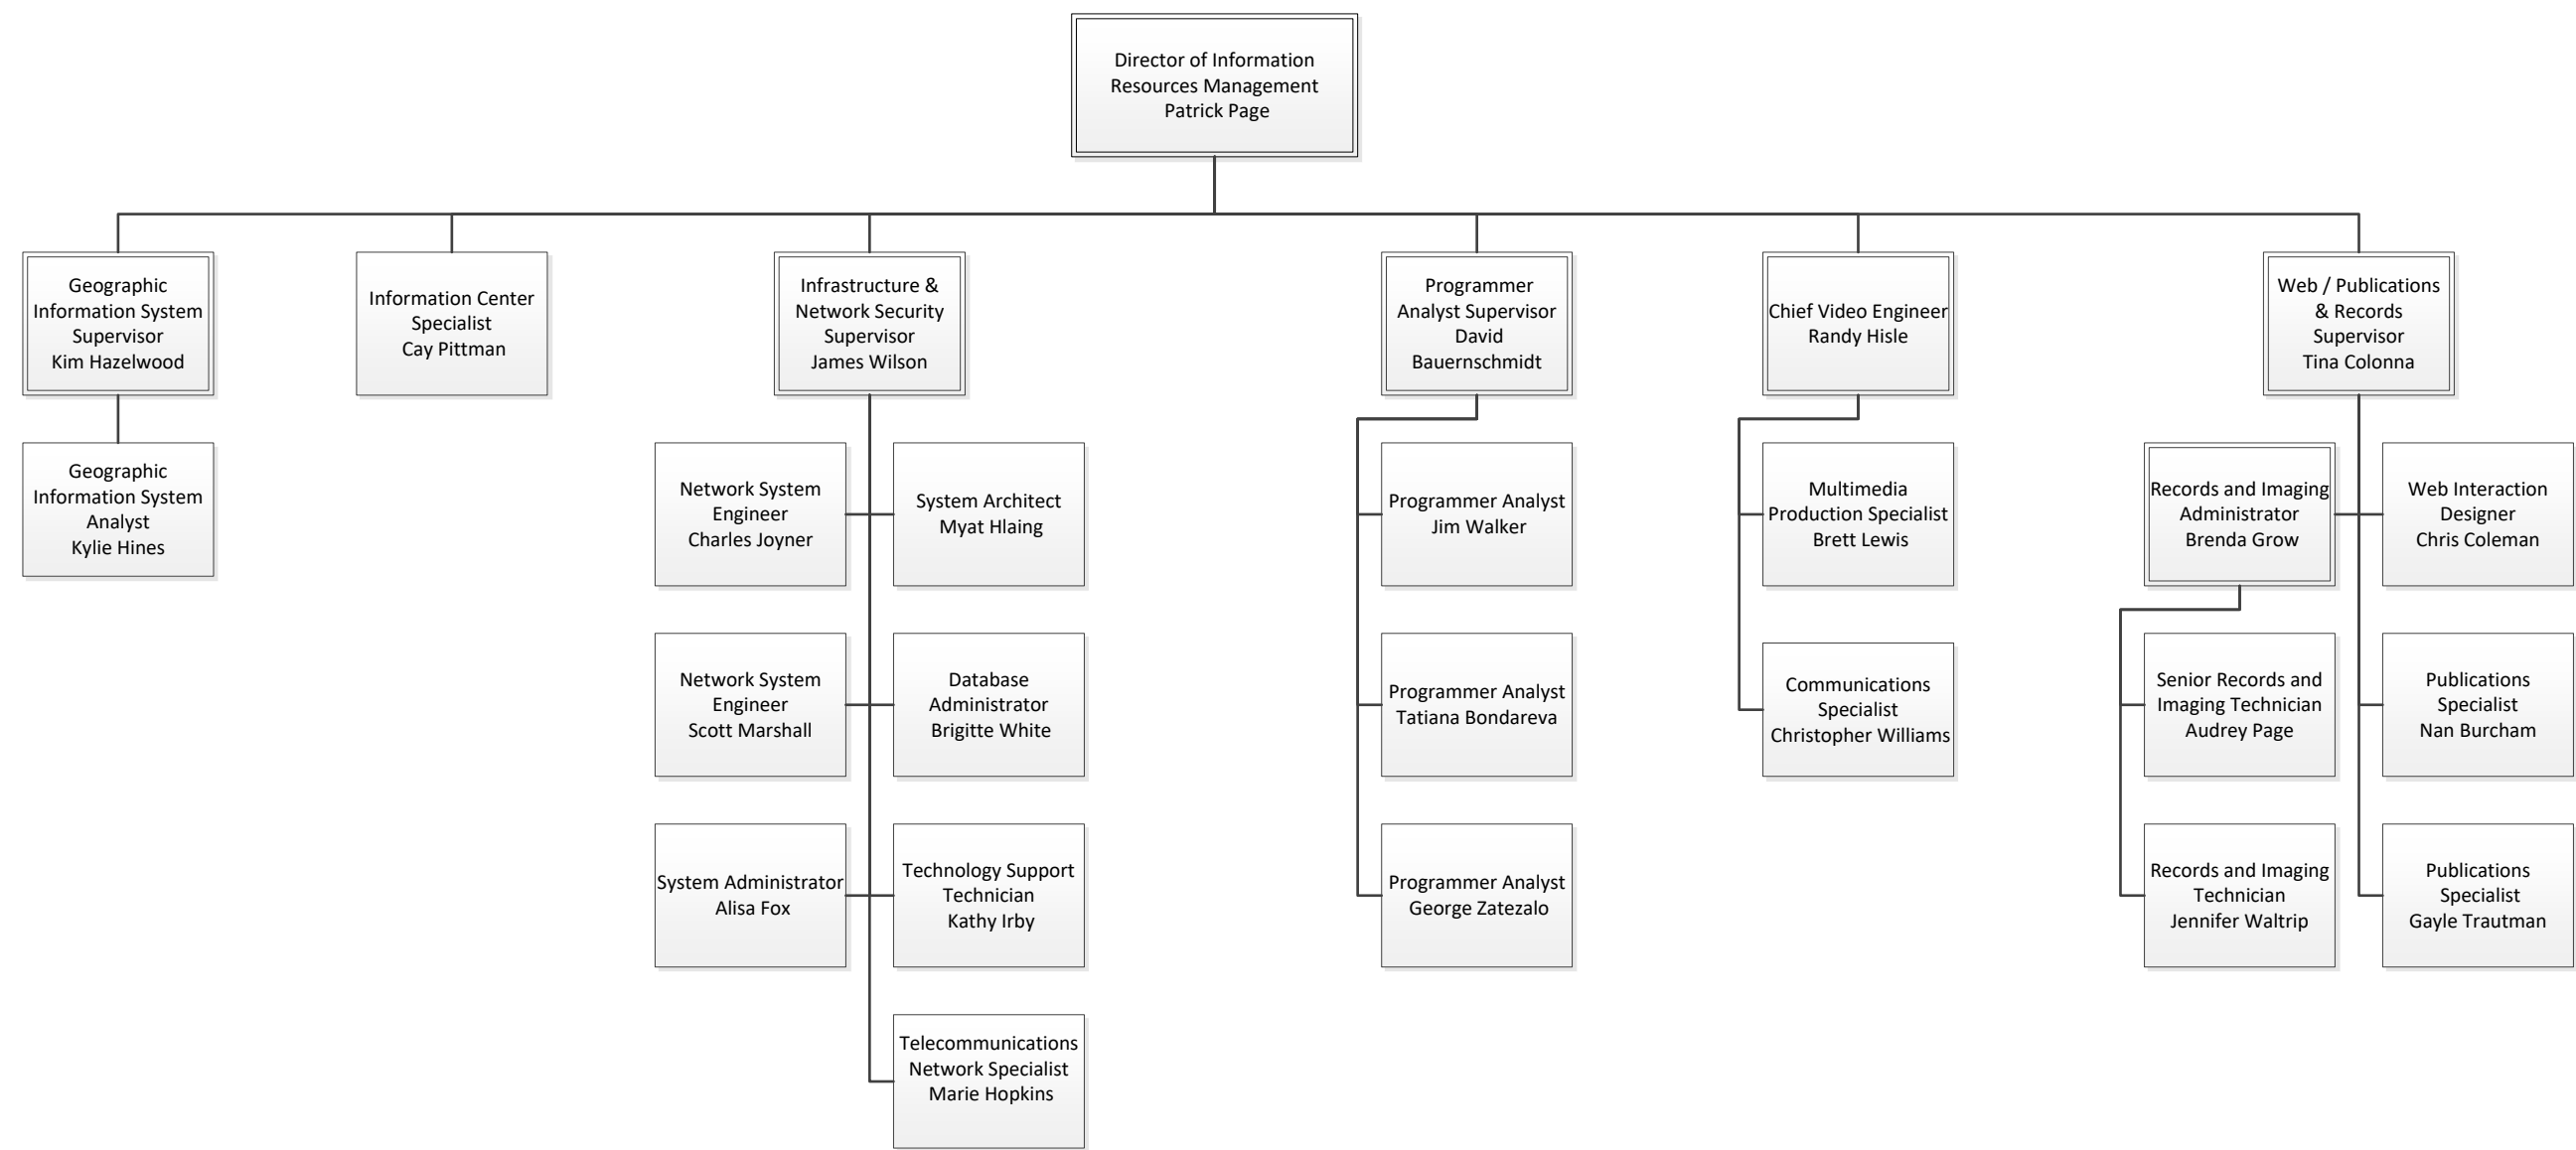 Director of Information
Resources Management
Patrick Page
Geographic
Information System
Supervisor
Kim Hazelwood
Information Center
Specialist
Cay Pittman
Infrastructure &
Network Security
Supervisor
James Wilson
Programmer
Analyst Supervisor
David
Bauernschmidt
Chief Video Engineer
Randy Hisle
Web / Publications
& Records
Supervisor
Tina Colonna
Geographic
Information System
Analyst
Kylie Hines
Network System
Engineer
Charles Joyner
System Architect
Myat Hlaing
Programmer Analyst
Jim Walker
Multimedia
Production Specialist
Brett Lewis
Records and Imaging
Administrator
Brenda Grow
Web Interaction
Designer
Chris Coleman
Network System
Engineer
Scott Marshall
Database
Administrator
Brigitte White
Programmer Analyst
Tatiana Bondareva
Communications
Specialist
Christopher Williams
Senior Records and
Imaging Technician
Audrey Page
Publications
Specialist
Nan Burcham
System Administrator
Alisa Fox
Technology Support
Technician
Kathy Irby
Programmer Analyst
George Zatezalo
Records and Imaging
Technician
Jennifer Waltrip
Publications
Specialist
Gayle Trautman
Telecommunications
Network Specialist
Marie Hopkins